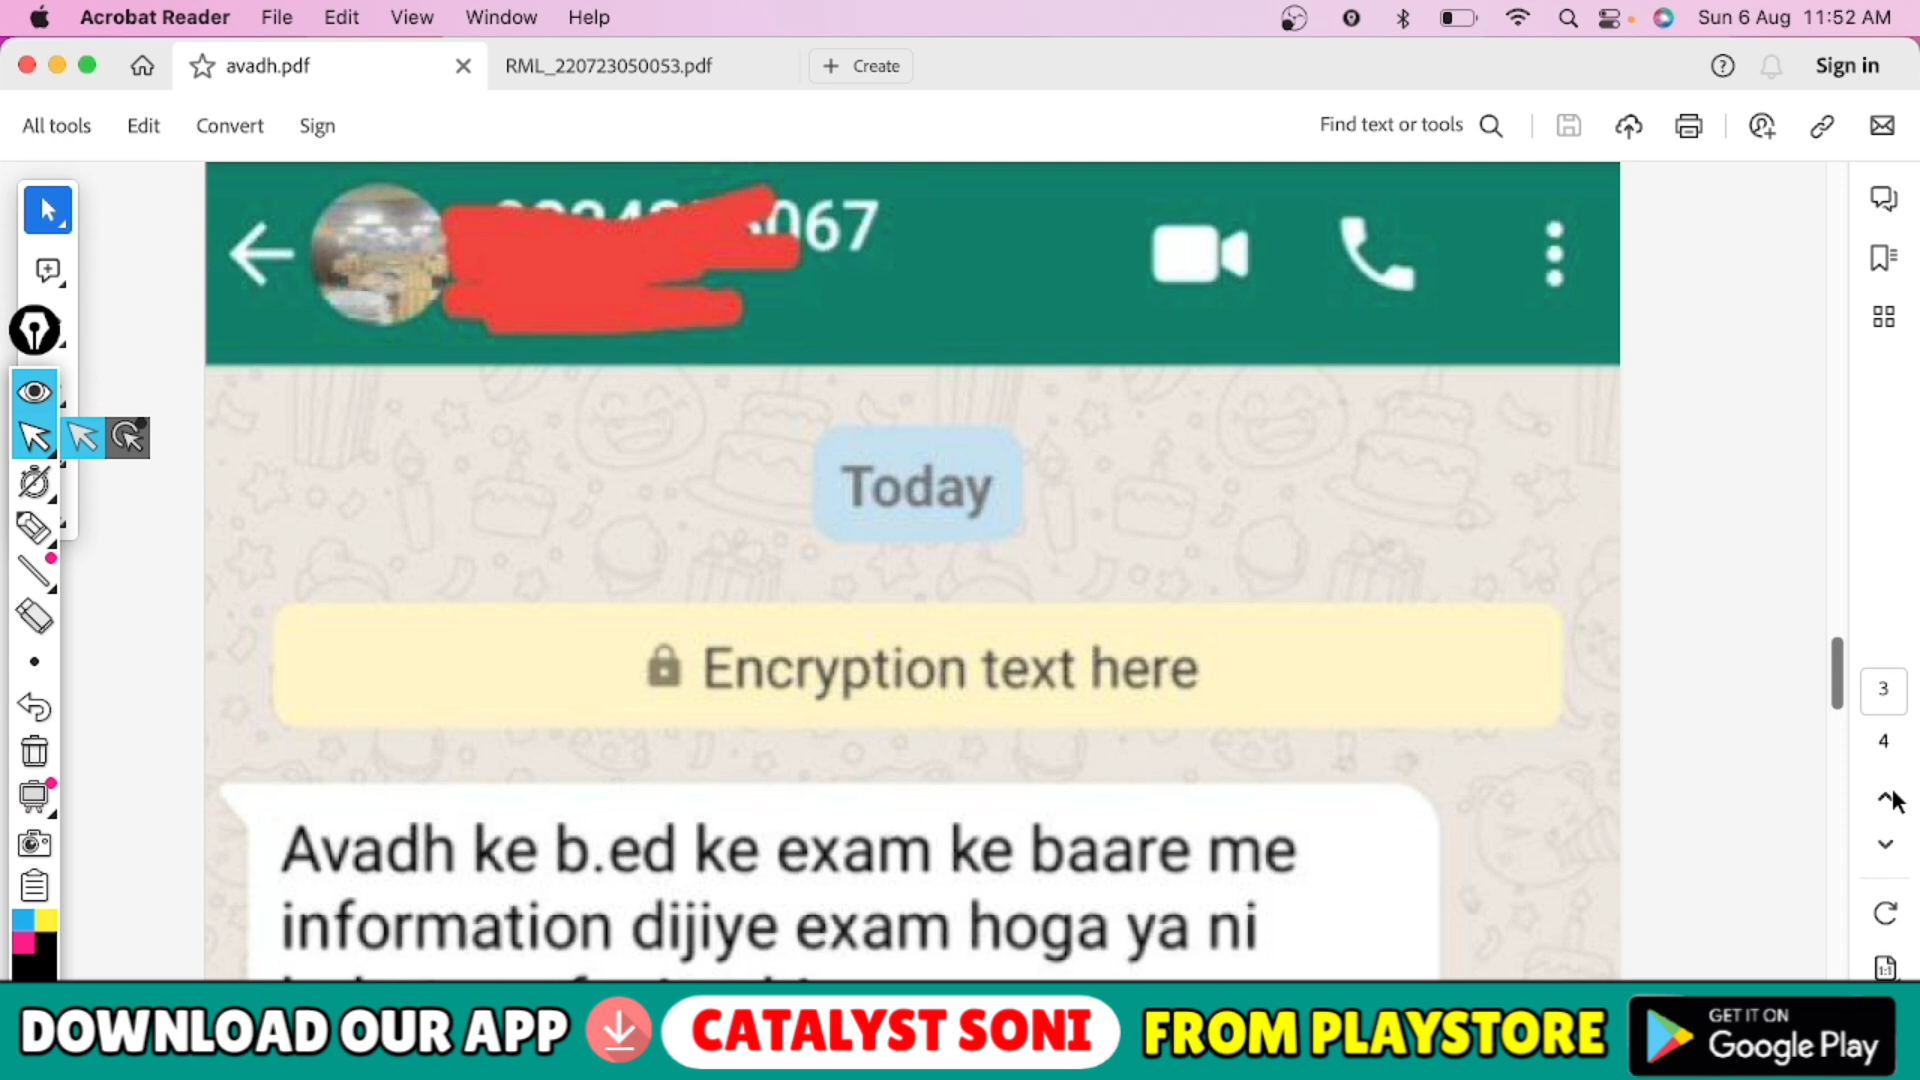 Acrobat Reader File Edit View Window Help Sun 6 Aug 11:52 AM
avadh.pdf RML_220723050053.pdf + Create Sign in
All tools Edit Convert Sign Find text or tools
067
Today
Encryption text here
Avadh ke b.ed ke exam ke baare me
information dijiye exam hoga ya ni
3
4
1:1
DOWNLOAD OUR APP CATALYST SONI FROM PLAYSTORE
GET IT ON
Google Play